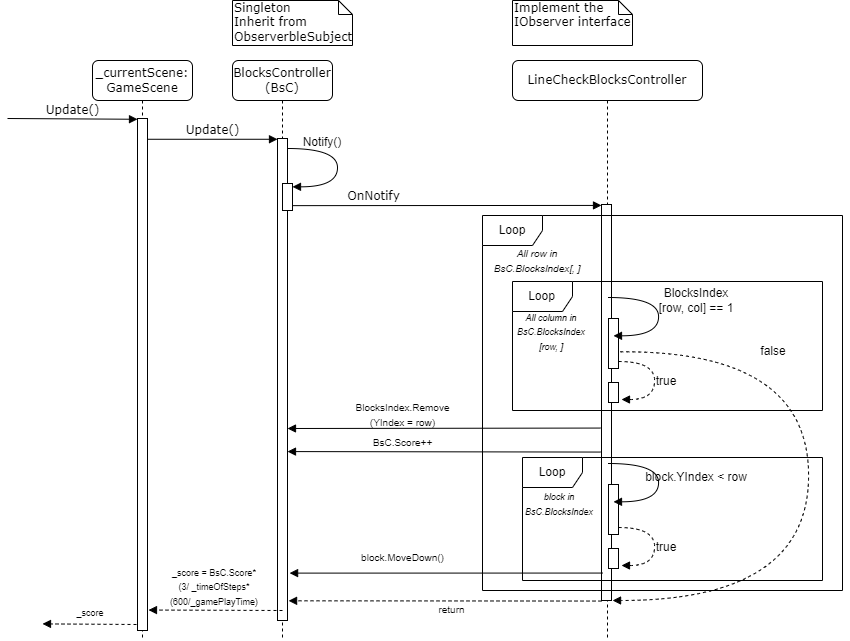 Singleton
Inherit from
ObserverbleSubject
Implement the
IObserver interface
_currentScene:
GameScene
BlocksController
(BsC)
LineCheckBlocksController
Update()
Update()
Notify()
OnNotify
Loop
All row in
BsC.BlocksIndex[, ]
Loop
All column in
BsC.BlocksIndex
[row, ]
BlocksIndex
[row, col] == 1
false
true
BlocksIndex.Remove
(YIndex = row)
BsC.Score++
Loop
block in
BsC.BlocksIndex
block.YIndex < row
true
block.MoveDown()
_score = BsC.Score*
(3/ _timeOfSteps*
(600/_gamePlayTime)
return
_score